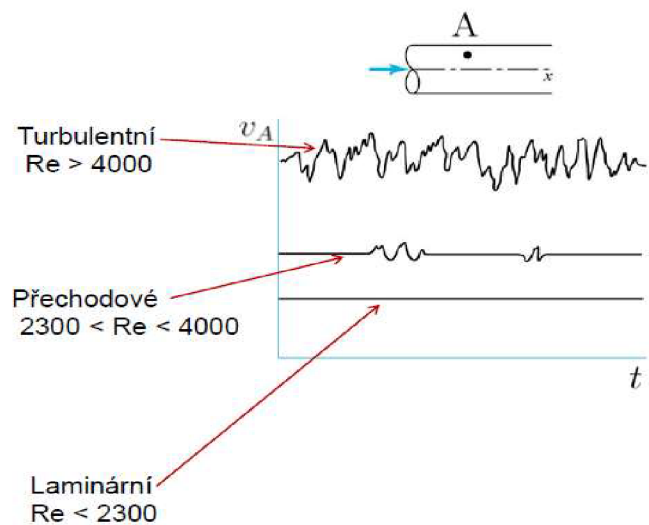 A
x
v_A
Turbulentní
Re > 4000
Přechodové
2300 < Re < 4000
t
Laminární
Re < 2300